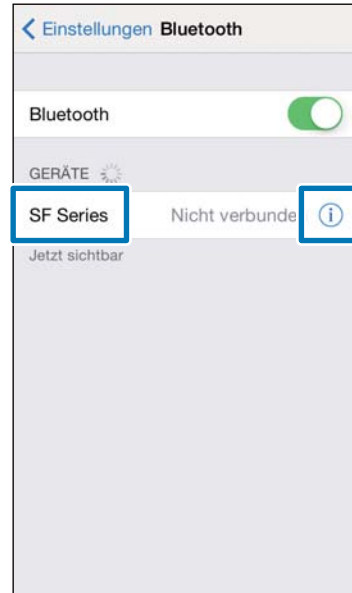 Einstellungen Bluetooth
Bluetooth
GERÄTE
SF Series Nicht verbunde
Jetzt sichtbar